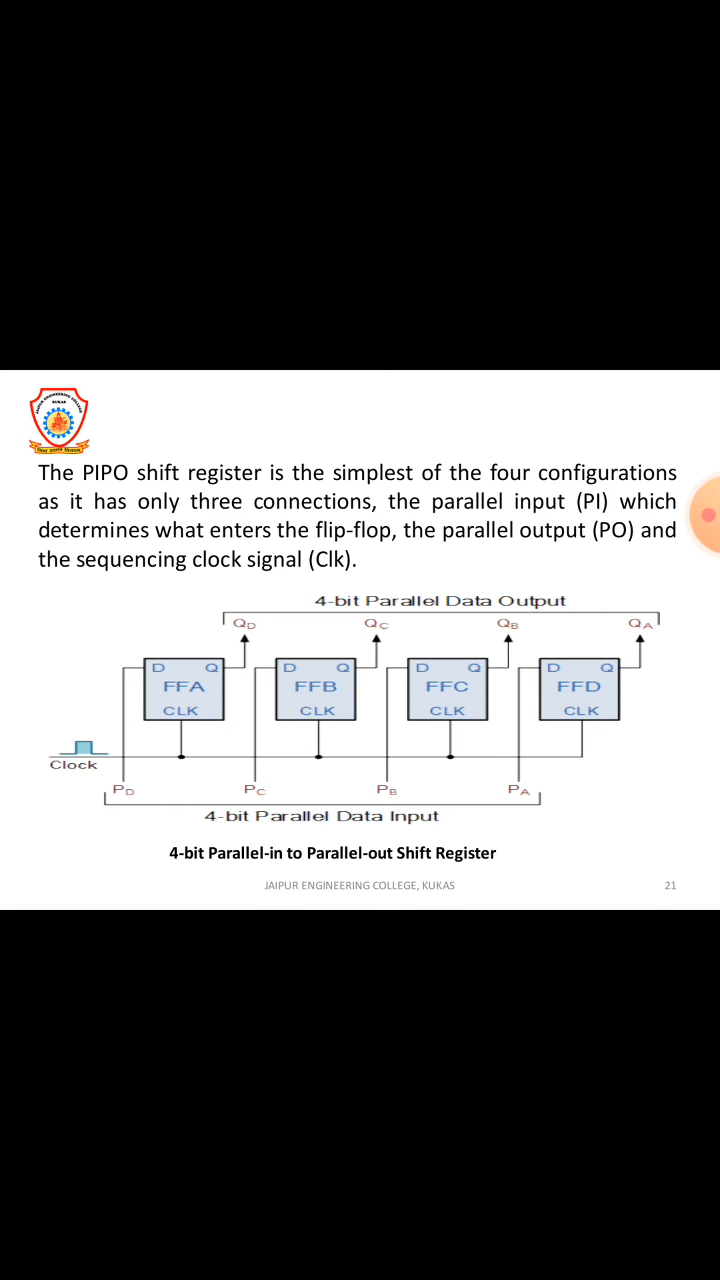 JAIPUR ENGINEERING COLLEGE
KUKAS
The PIPO shift register is the simplest of the four configurations
as it has only three connections, the parallel input (PI) which
determines what enters the flip-flop, the parallel output (PO) and
the sequencing clock signal (Clk).
4-bit Parallel Data Output
QD QC QB QA
D Q D Q D Q D Q
FFA FFB FFC FFD
CLK CLK CLK CLK
Clock
PD PC PB PA
4-bit Parallel Data Input
4-bit Parallel-in to Parallel-out Shift Register
JAIPUR ENGINEERING COLLEGE, KUKAS 21